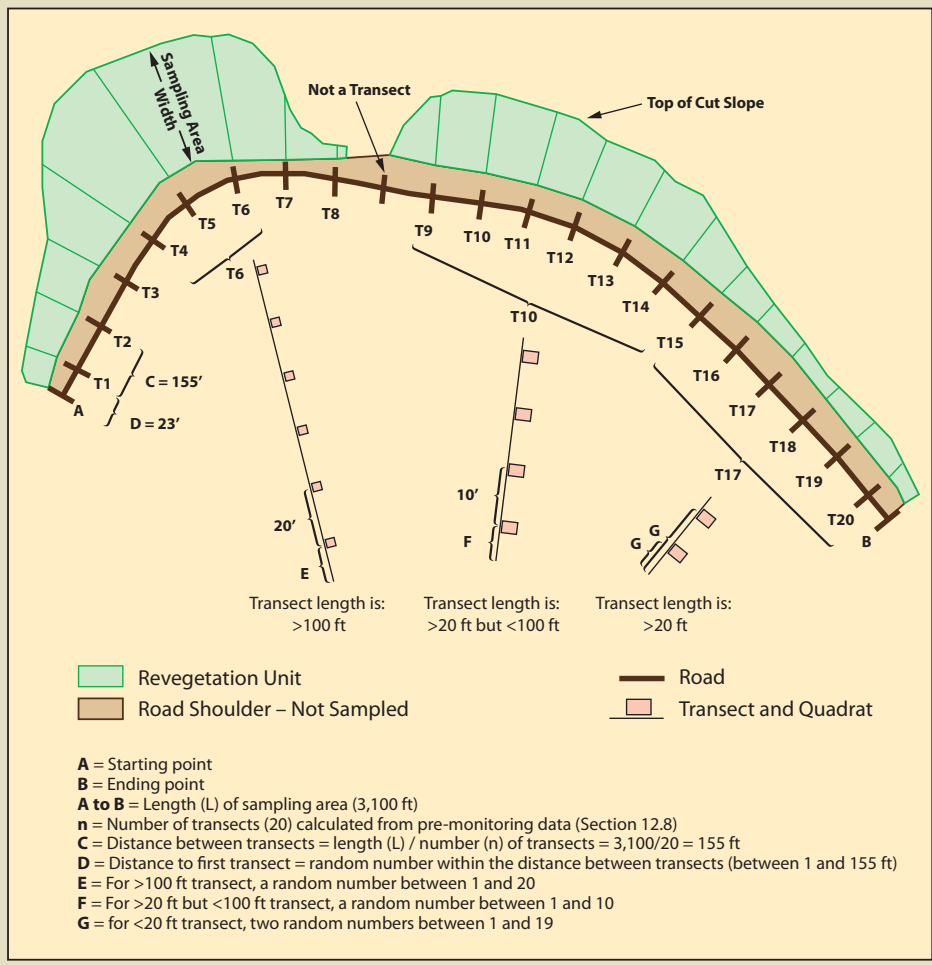 Sampling Area
Width
Not a Transect
Top of Cut Slope
T1
T2
T3
T4
T5
T6
T7
T8
T9
T10
T11
T12
T13
T14
T15
T16
T17
T18
T19
T20
A
B
C = 155′
D = 23′
T6
20′
E
T10
10′
F
T17
G
G
Transect length is:
>100 ft
Transect length is:
>20 ft but <100 ft
Transect length is:
>20 ft
Revegetation Unit
Road Shoulder – Not Sampled
Road
Transect and Quadrat
A = Starting point
B = Ending point
A to B = Length (L) of sampling area (3,100 ft)
n = Number of transects (20) calculated from pre-monitoring data (Section 12.8)
C = Distance between transects = length (L) / number (n) of transects = 3,100/20 = 155 ft
D = Distance to first transect = random number within the distance between transects (between 1 and 155 ft)
E = For >100 ft transect, a random number between 1 and 20
F = For >20 ft but <100 ft transect, a random number between 1 and 10
G = for <20 ft transect, two random numbers between 1 and 19